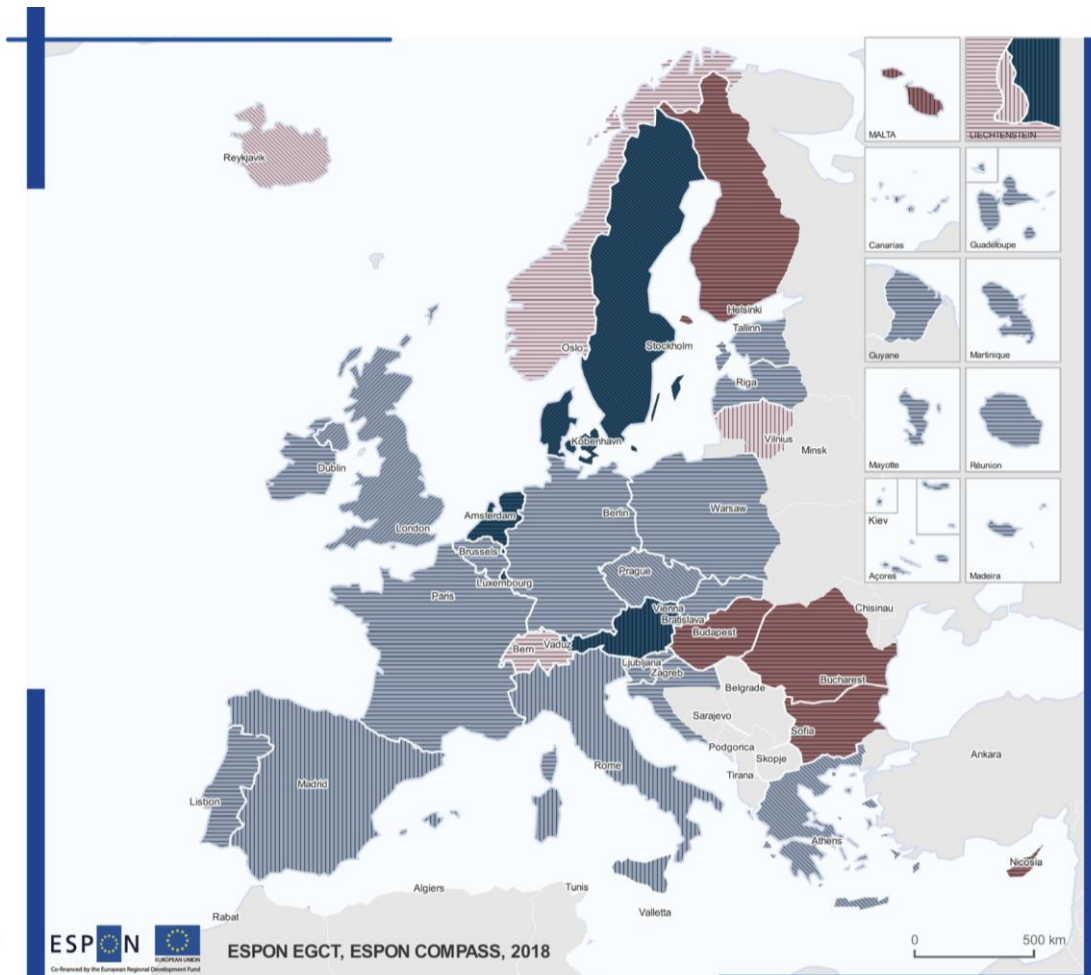 MALTA
LIECHTENSTEIN
Reykjavik
Canarias
Guadeloupe
Helsinki
Tallinn
Oslo
Stockholm
Guyane
Martinique
Riga
København
Vilnius
Minsk
Dublin
Mayotte
Réunion
Amsterdam
Berlin
Warsaw
London
Kiev
Brussels
Prague
Luxembourg
Açores
Madeira
Paris
Vienna
Chisinau
Bratislava
Budapest
Vaduz
Bern
Ljubljana
Zagreb
Bucharest
Belgrade
Sarajevo
Sofia
Podgorica
Skopje
Ankara
Rome
Tirana
Madrid
Lisbon
Athens
Nicosia
Algiers
Tunis
Rabat
Valletta
ESPON
EUROPEAN UNION
Co-financed by the European Regional Development Fund
ESPON EGCT, ESPON COMPASS, 2018
0 500 km